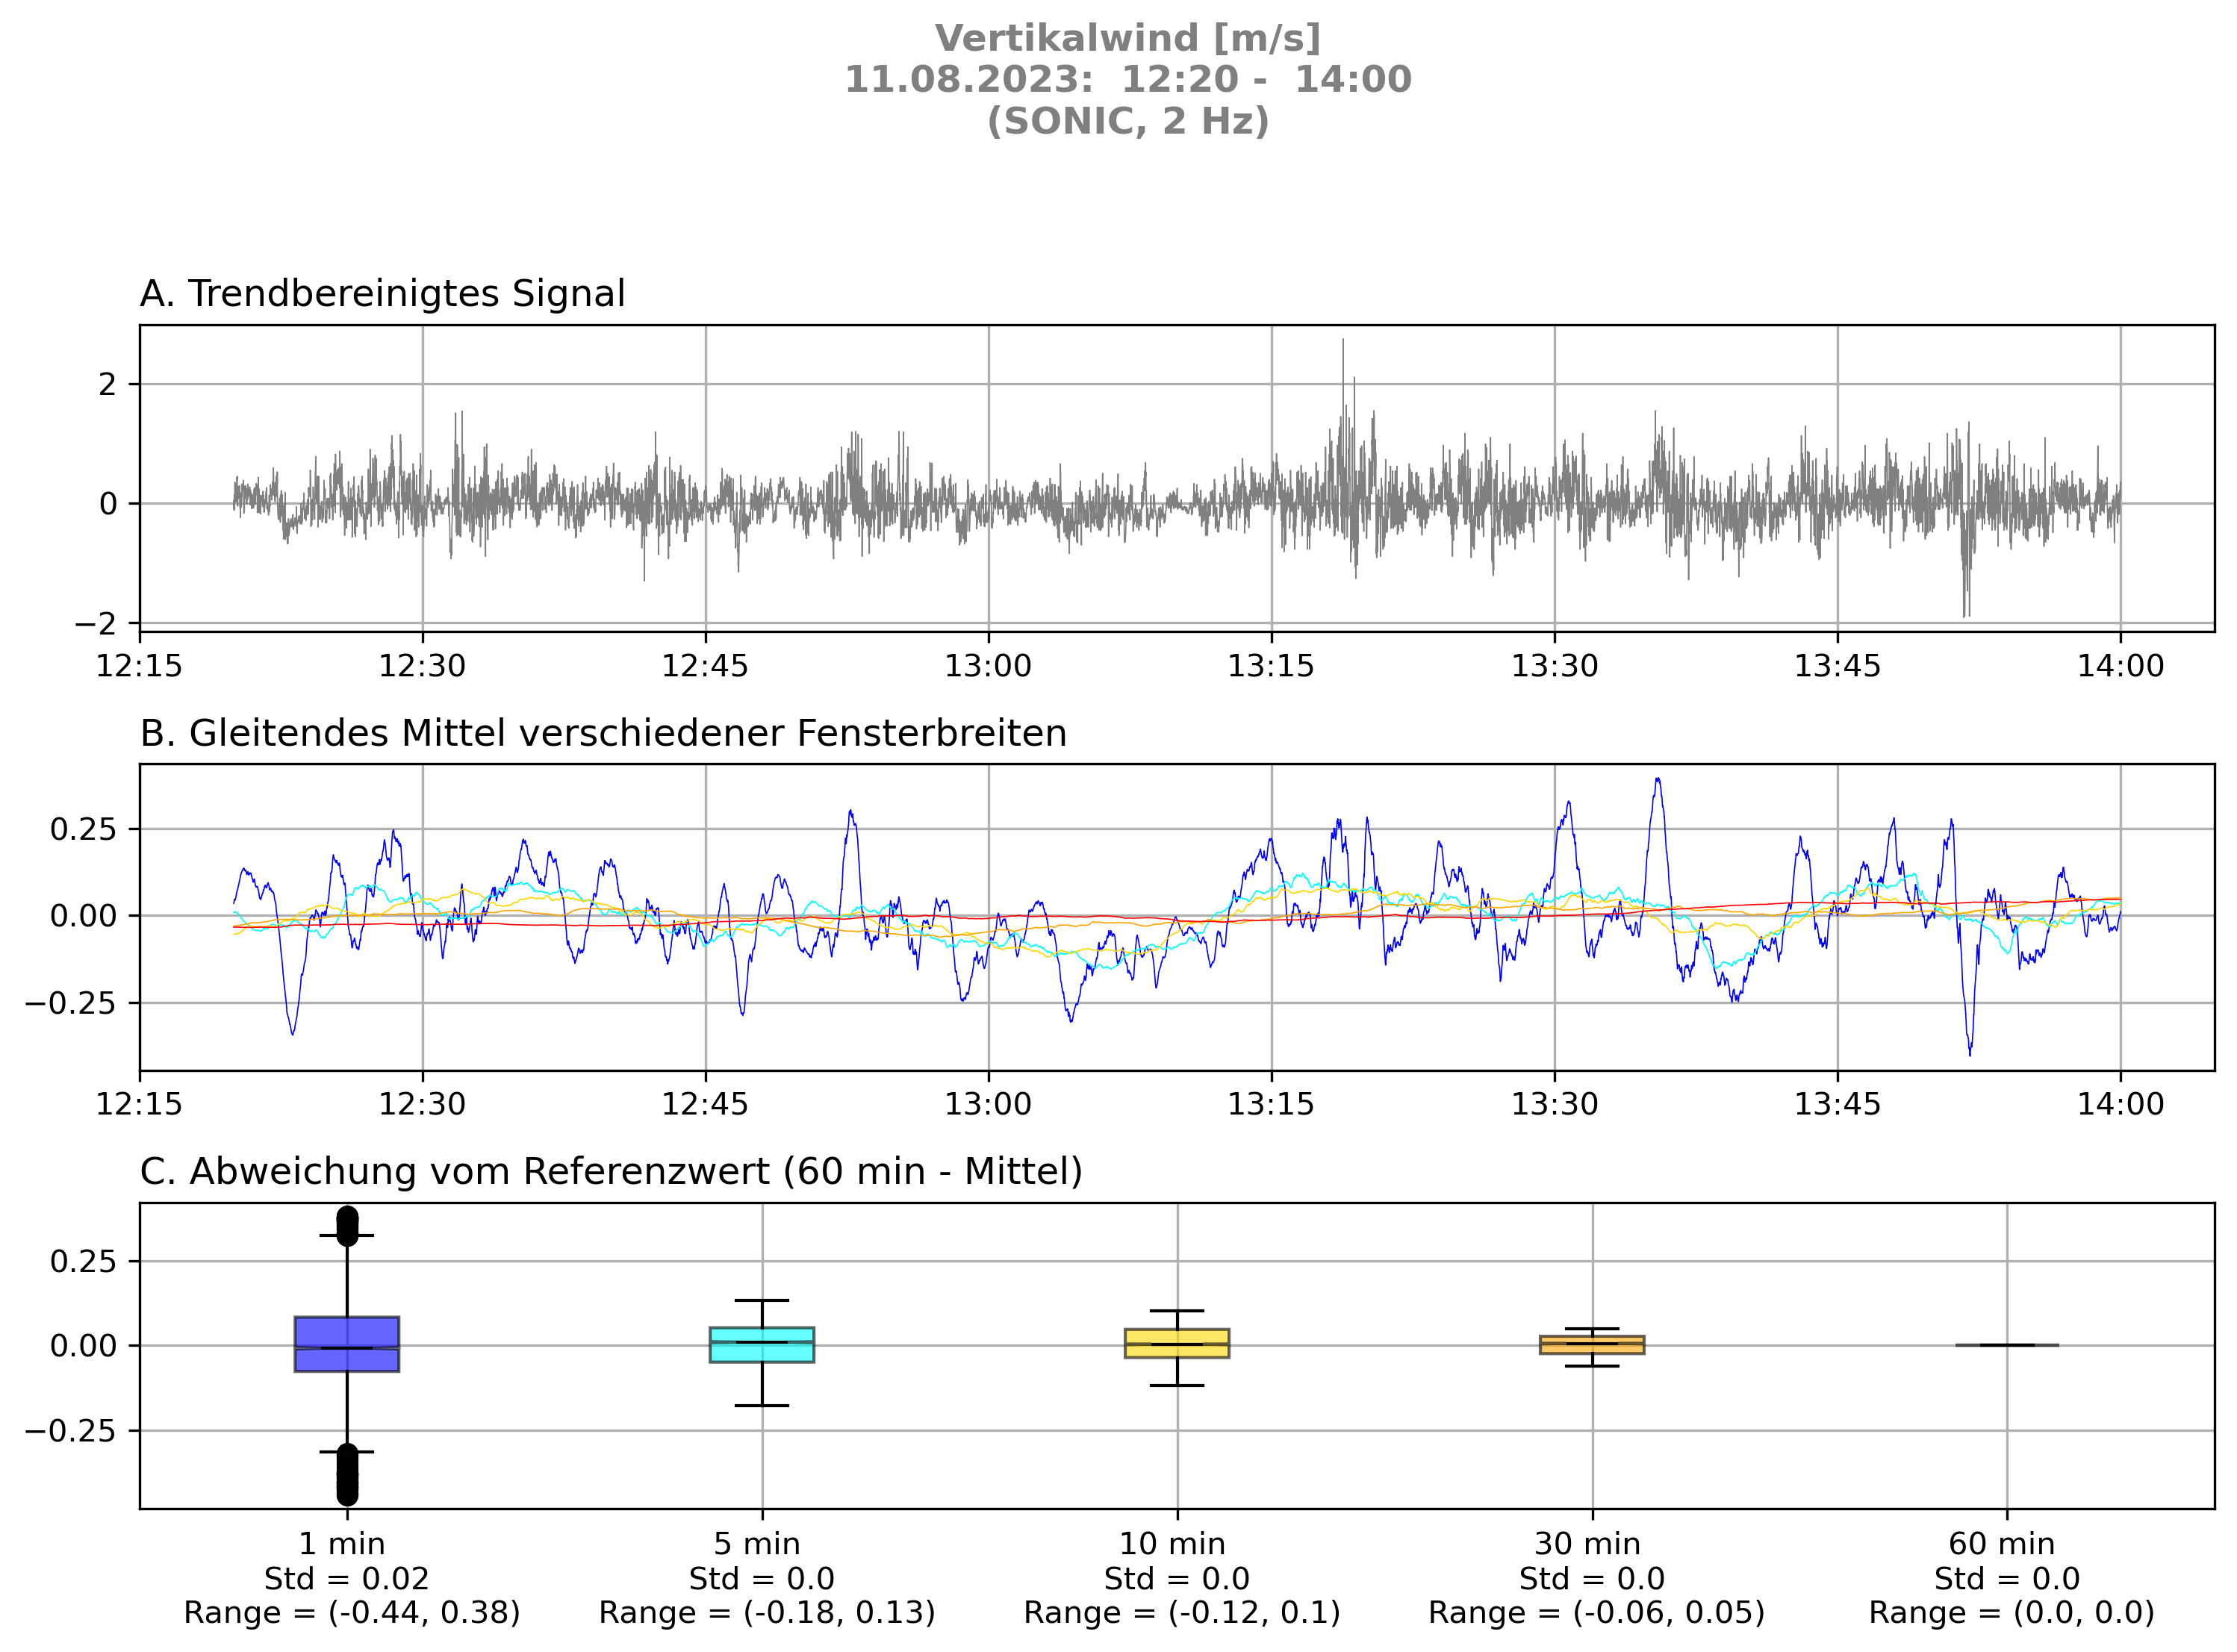 Vertikalwind [m/s]
11.08.2023:  12:20 -  14:00
(SONIC, 2 Hz)
A. Trendbereinigtes Signal
2
0
−2
12:15 12:30 12:45 13:00 13:15 13:30 13:45 14:00
B. Gleitendes Mittel verschiedener Fensterbreiten
0.25
0.00
−0.25
12:15 12:30 12:45 13:00 13:15 13:30 13:45 14:00
C. Abweichung vom Referenzwert (60 min - Mittel)
0.25
0.00
−0.25
1 min 5 min 10 min 30 min 60 min
Std = 0.02 Std = 0.0 Std = 0.0 Std = 0.0 Std = 0.0
Range = (-0.44, 0.38) Range = (-0.18, 0.13) Range = (-0.12, 0.1) Range = (-0.06, 0.05) Range = (0.0, 0.0)